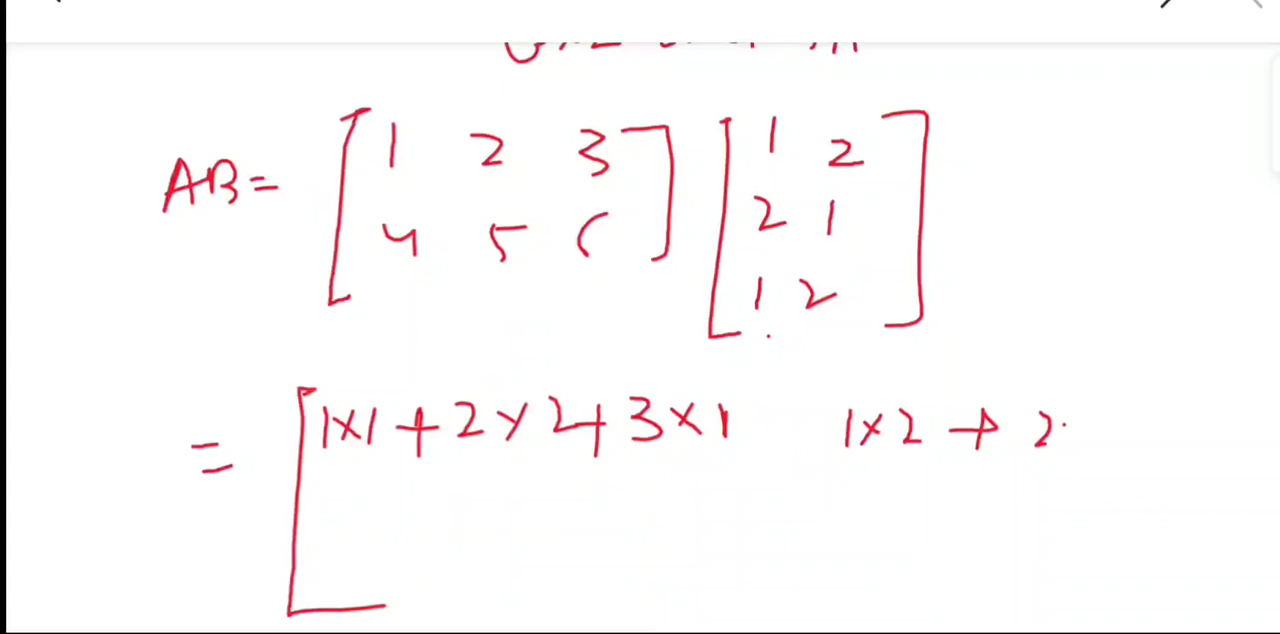 AB = [ 1 2 3 ] [ 1 2
4 5 6 2 1
1 2 ]
= [ 1×1 + 2×2 + 3×1 1×2 + 2